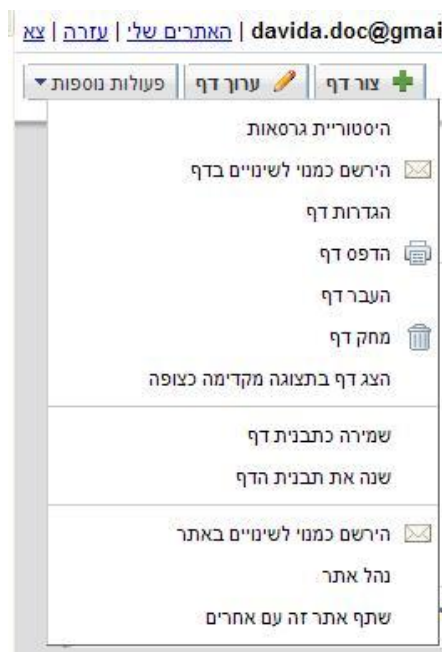 davida.doc@gmai | האתרים שלי | עזרה | צא
צור דף ערוך דף פעולות נוספות
היסטוריית גרסאות
הירשם כמנוי לשינויים בדף
הגדרות דף
הדפס דף
העבר דף
מחק דף
הצג דף בתצוגה מקדימה כצופה
שמירה כתבנית דף
שנה את תבנית הדף
הירשם כמנוי לשינויים באתר
נהל אתר
שתף אתר זה עם אחרים